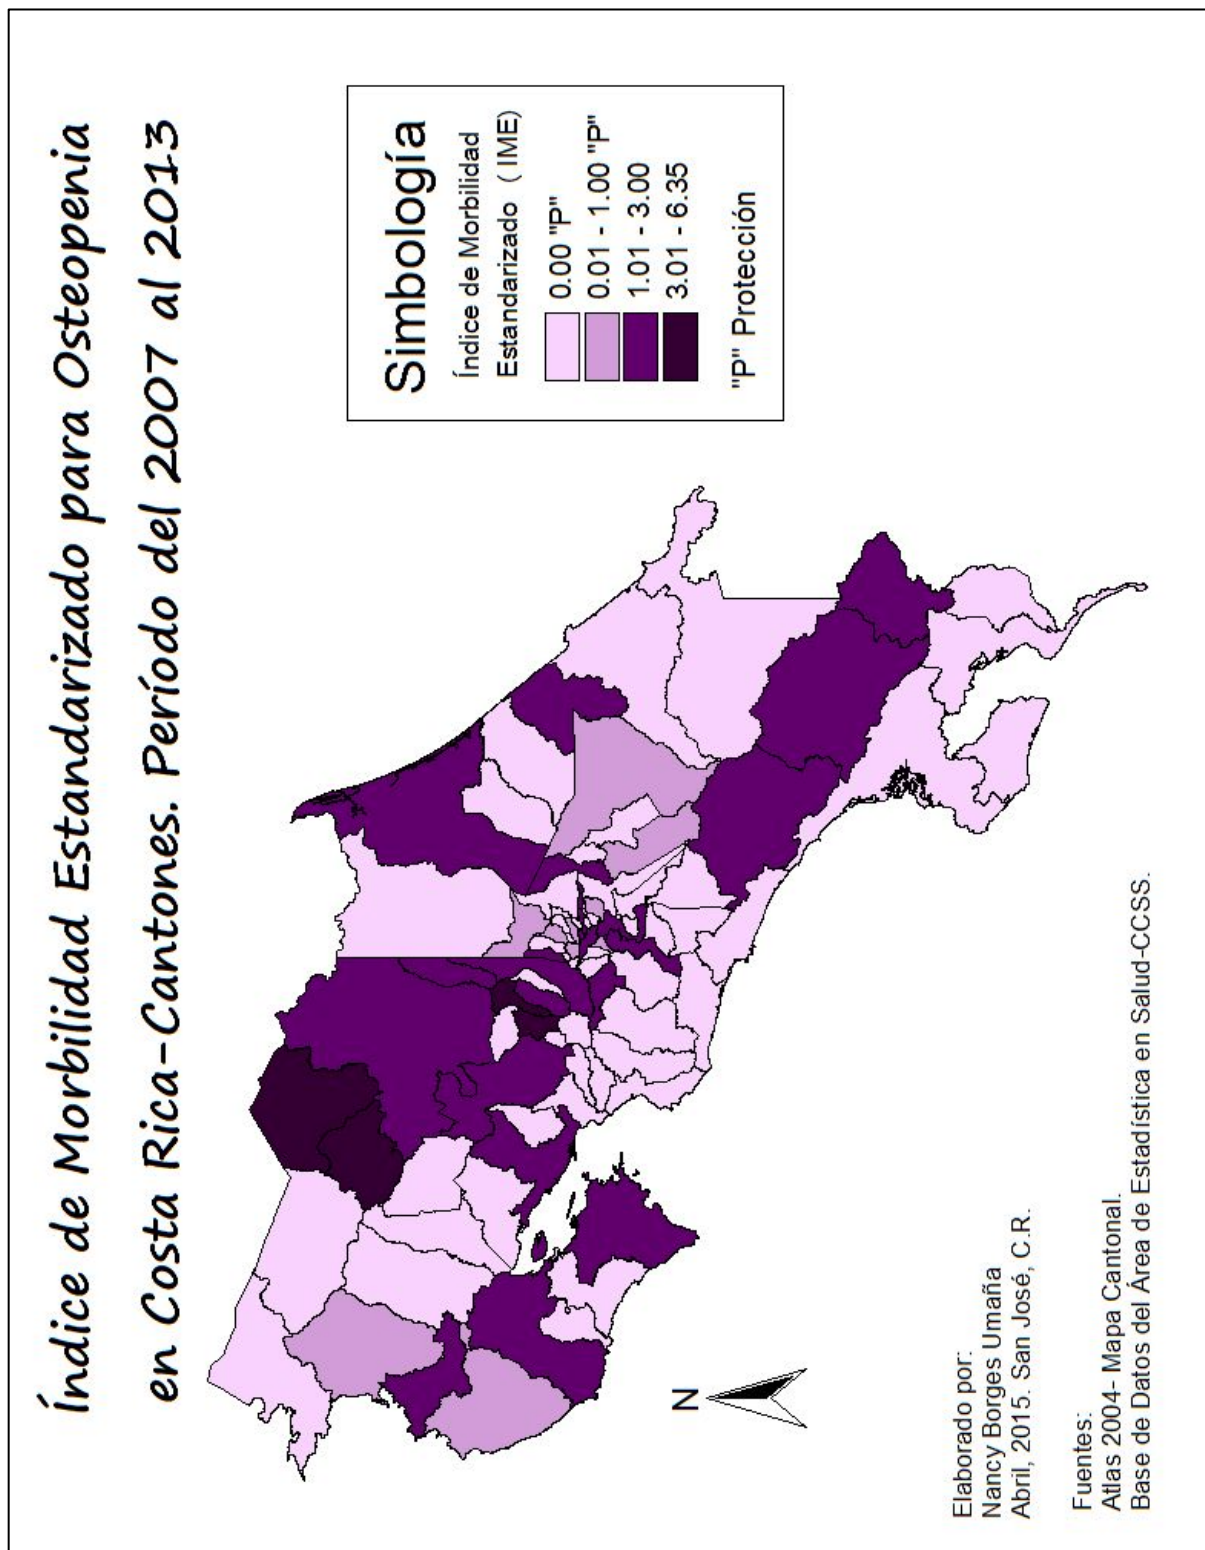 Índice de Morbilidad Estandarizado para Osteopenia
en Costa Rica-Cantones. Período del 2007 al 2013
Simbología
Índice de Morbilidad
Estandarizado ( IME)
0.00 "P"
0.01 - 1.00 "P"
1.01 - 3.00
3.01 - 6.35
"P" Protección
N
Elaborado por:
Nancy Borges Umaña
Abril, 2015. San José, C.R.
Fuentes:
Atlas 2004- Mapa Cantonal.
Base de Datos del Área de Estadística en Salud-CCSS.